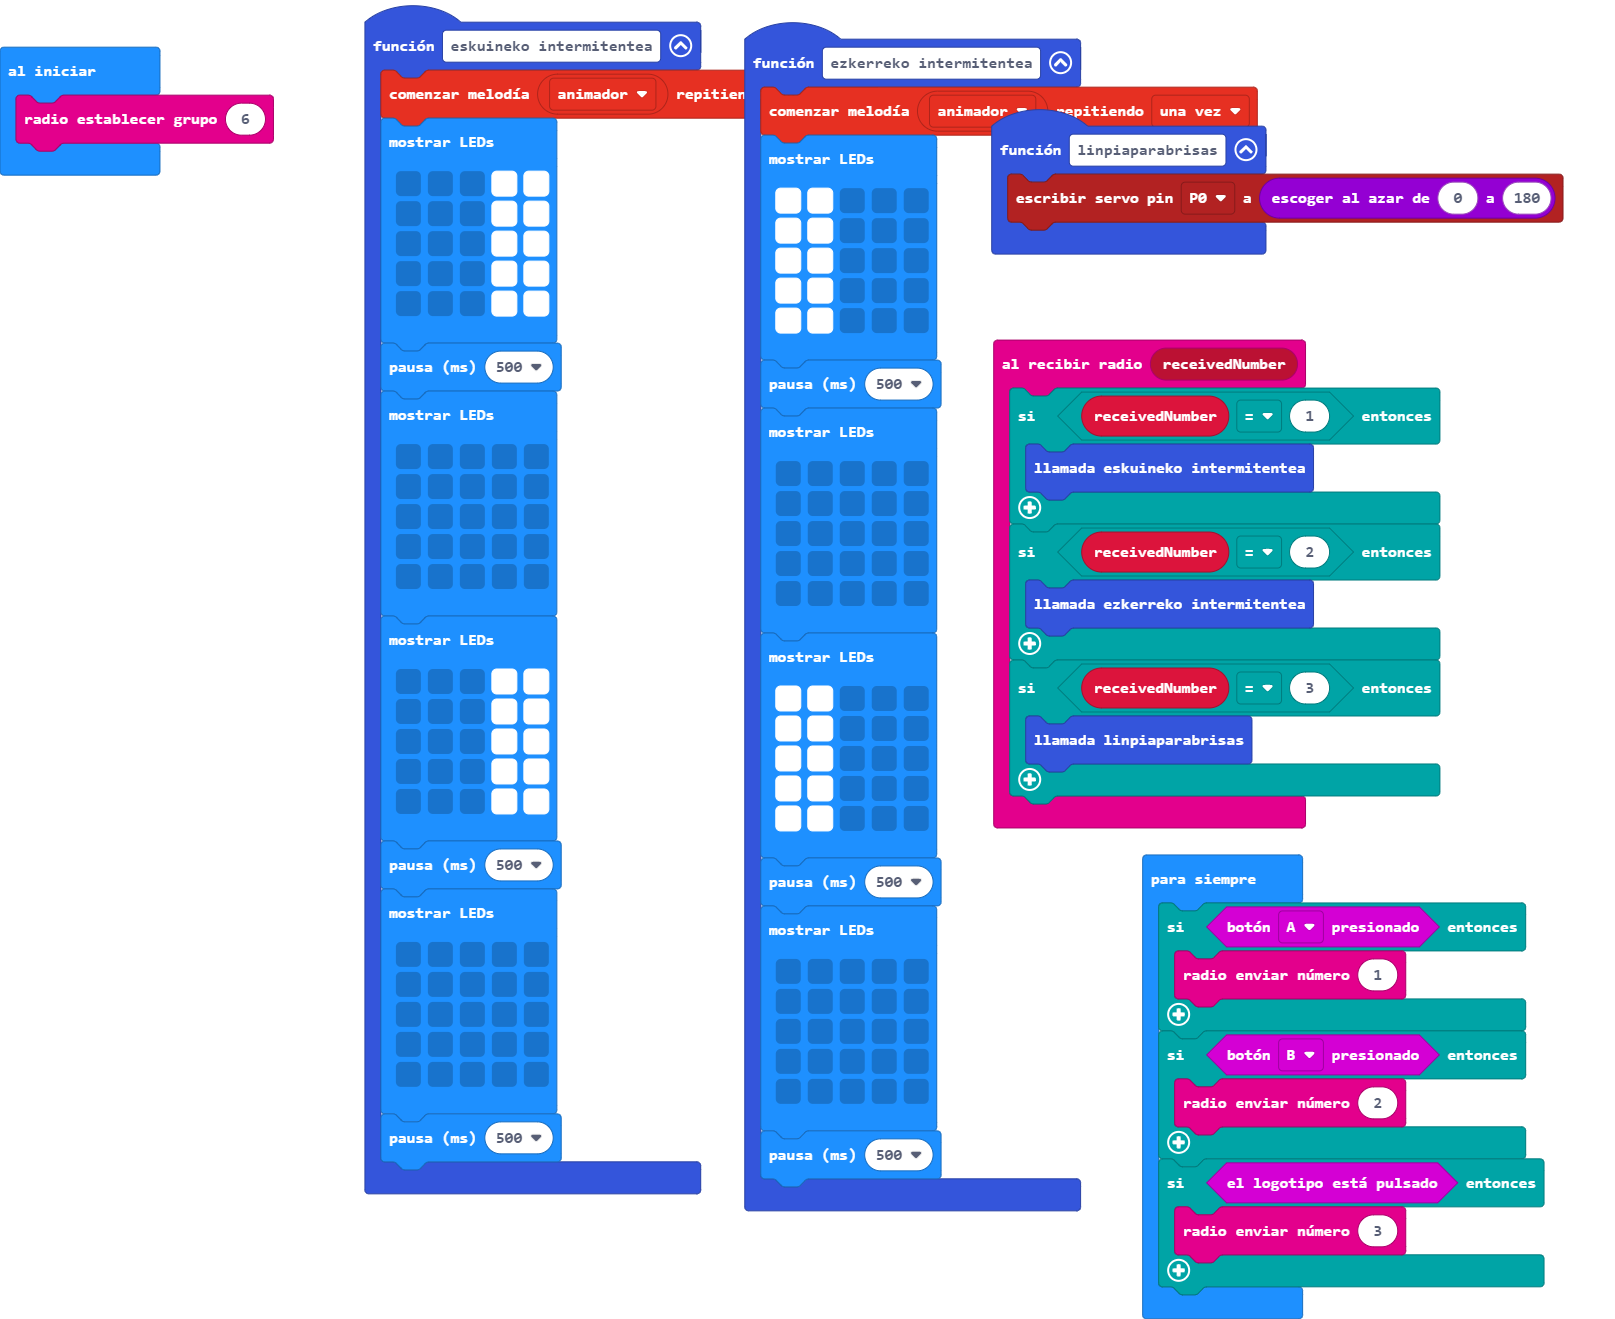 al iniciar
radio establecer grupo 6
función eskuineko intermitentea
comenzar melodía animador repitien
mostrar LEDs
pausa (ms) 500
mostrar LEDs
mostrar LEDs
pausa (ms) 500
mostrar LEDs
pausa (ms) 500
función ezkerreko intermitentea
comenzar melodía animador repitiendo una vez
mostrar LEDs
pausa (ms) 500
mostrar LEDs
mostrar LEDs
pausa (ms) 500
mostrar LEDs
pausa (ms) 500
función linpiaparabrisas
escribir servo pin P0 a escoger al azar de 0 a 180
al recibir radio receivedNumber
si receivedNumber = 1 entonces
llamada eskuineko intermitentea
si receivedNumber = 2 entonces
llamada ezkerreko intermitentea
si receivedNumber = 3 entonces
llamada linpiaparabrisas
para siempre
si botón A presionado entonces
radio enviar número 1
si botón B presionado entonces
radio enviar número 2
si el logotipo está pulsado entonces
radio enviar número 3